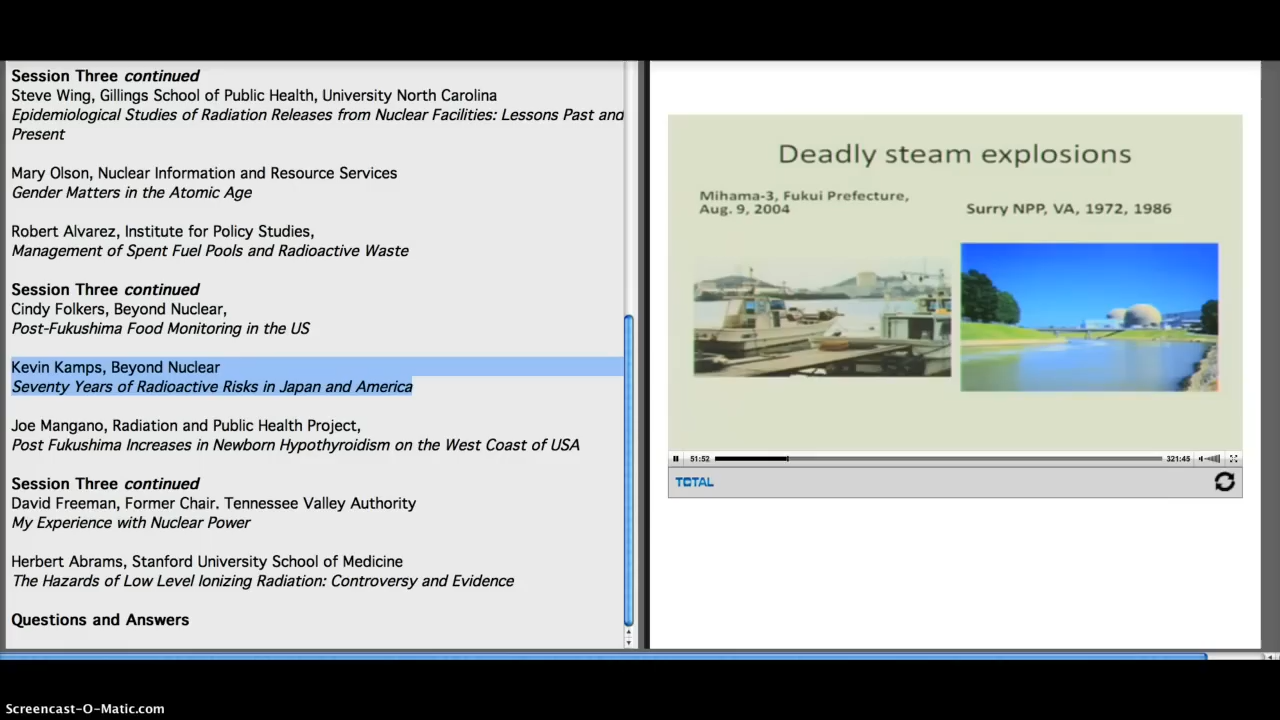 Session Three continued
Steve Wing, Gillings School of Public Health, University North Carolina
Epidemiological Studies of Radiation Releases from Nuclear Facilities: Lessons Past and
Present
Mary Olson, Nuclear Information and Resource Services
Gender Matters in the Atomic Age
Robert Alvarez, Institute for Policy Studies,
Management of Spent Fuel Pools and Radioactive Waste
Session Three continued
Cindy Folkers, Beyond Nuclear,
Post-Fukushima Food Monitoring in the US
Kevin Kamps, Beyond Nuclear
Seventy Years of Radioactive Risks in Japan and America
Joe Mangano, Radiation and Public Health Project,
Post Fukushima Increases in Newborn Hypothyroidism on the West Coast of USA
Session Three continued
David Freeman, Former Chair. Tennessee Valley Authority
My Experience with Nuclear Power
Herbert Abrams, Stanford University School of Medicine
The Hazards of Low Level Ionizing Radiation: Controversy and Evidence
Questions and Answers
Deadly steam explosions
Mihama-3, Fukui Prefecture,
Aug. 9, 2004
Surry NPP, VA, 1972, 1986
51:52
321:45
TOTAL
Screencast-O-Matic.com